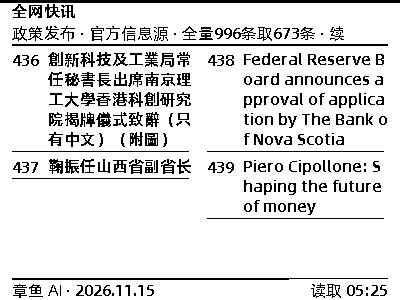 全网快讯
政策发布 · 官方信息源 · 全量996条取673条 · 续
436 創新科技及工業局常
任秘書長出席南京理
工大學香港科創研究
院揭牌儀式致辭（只
有中文）（附圖）
437 鞠振任山西省副省长
438 Federal Reserve B
oard announces a
pproval of applica
tion by The Bank o
f Nova Scotia
439 Piero Cipollone: S
haping the future
of money
章鱼 AI · 2026.11.15
读取 05:25